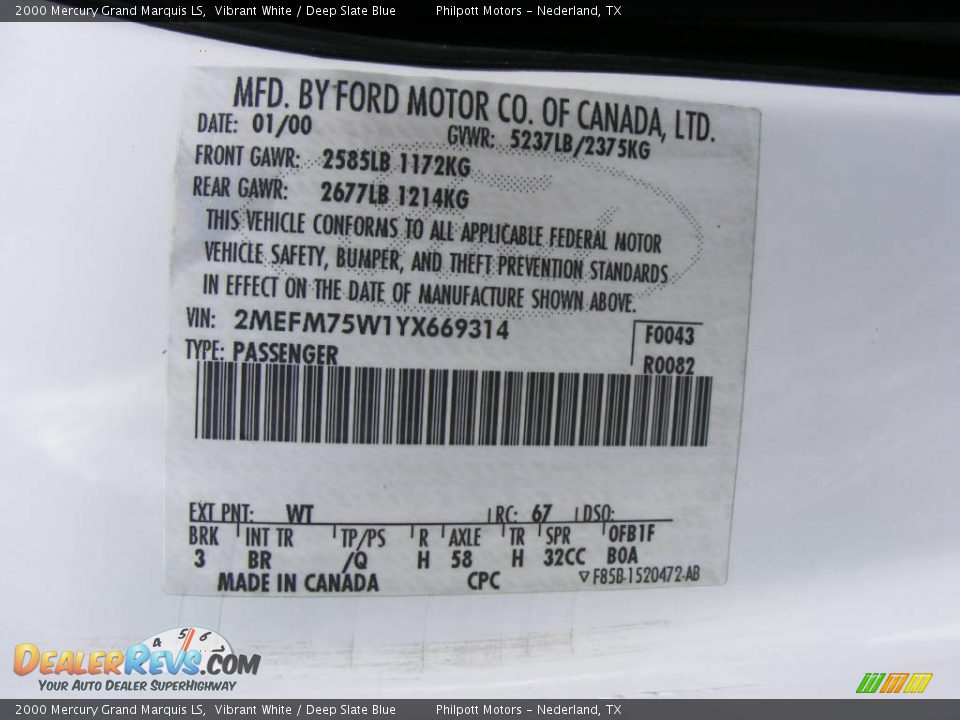 2000 Mercury Grand Marquis LS, Vibrant White / Deep Slate Blue Philpott Motors - Nederland, TX
MFD. BY FORD MOTOR CO. OF CANADA, LTD.
DATE: 01/00 GVWR: 5237LB/2375KG
FRONT GAWR: 2585LB 1172KG
REAR GAWR: 2677LB 1214KG
THIS VEHICLE CONFORMS TO ALL APPLICABLE FEDERAL MOTOR
VEHICLE SAFETY, BUMPER, AND THEFT PREVENTION STANDARDS
IN EFFECT ON THE DATE OF MANUFACTURE SHOWN ABOVE.
VIN: 2MEFM75W1YX669314
F0043
TYPE: PASSENGER
R0082
EXT PNT: WT RC: 67 DSO:
BRK INT TR TP/PS R AXLE TR SPR 0FB1F
3 BR /Q H 58 H 32CC B0A
MADE IN CANADA CPC ▽F85B-1520472-AB
4 5 6
DEALERREVS.COM
YOUR AUTO DEALER SUPERHIGHWAY
2000 Mercury Grand Marquis LS, Vibrant White / Deep Slate Blue Philpott Motors - Nederland, TX